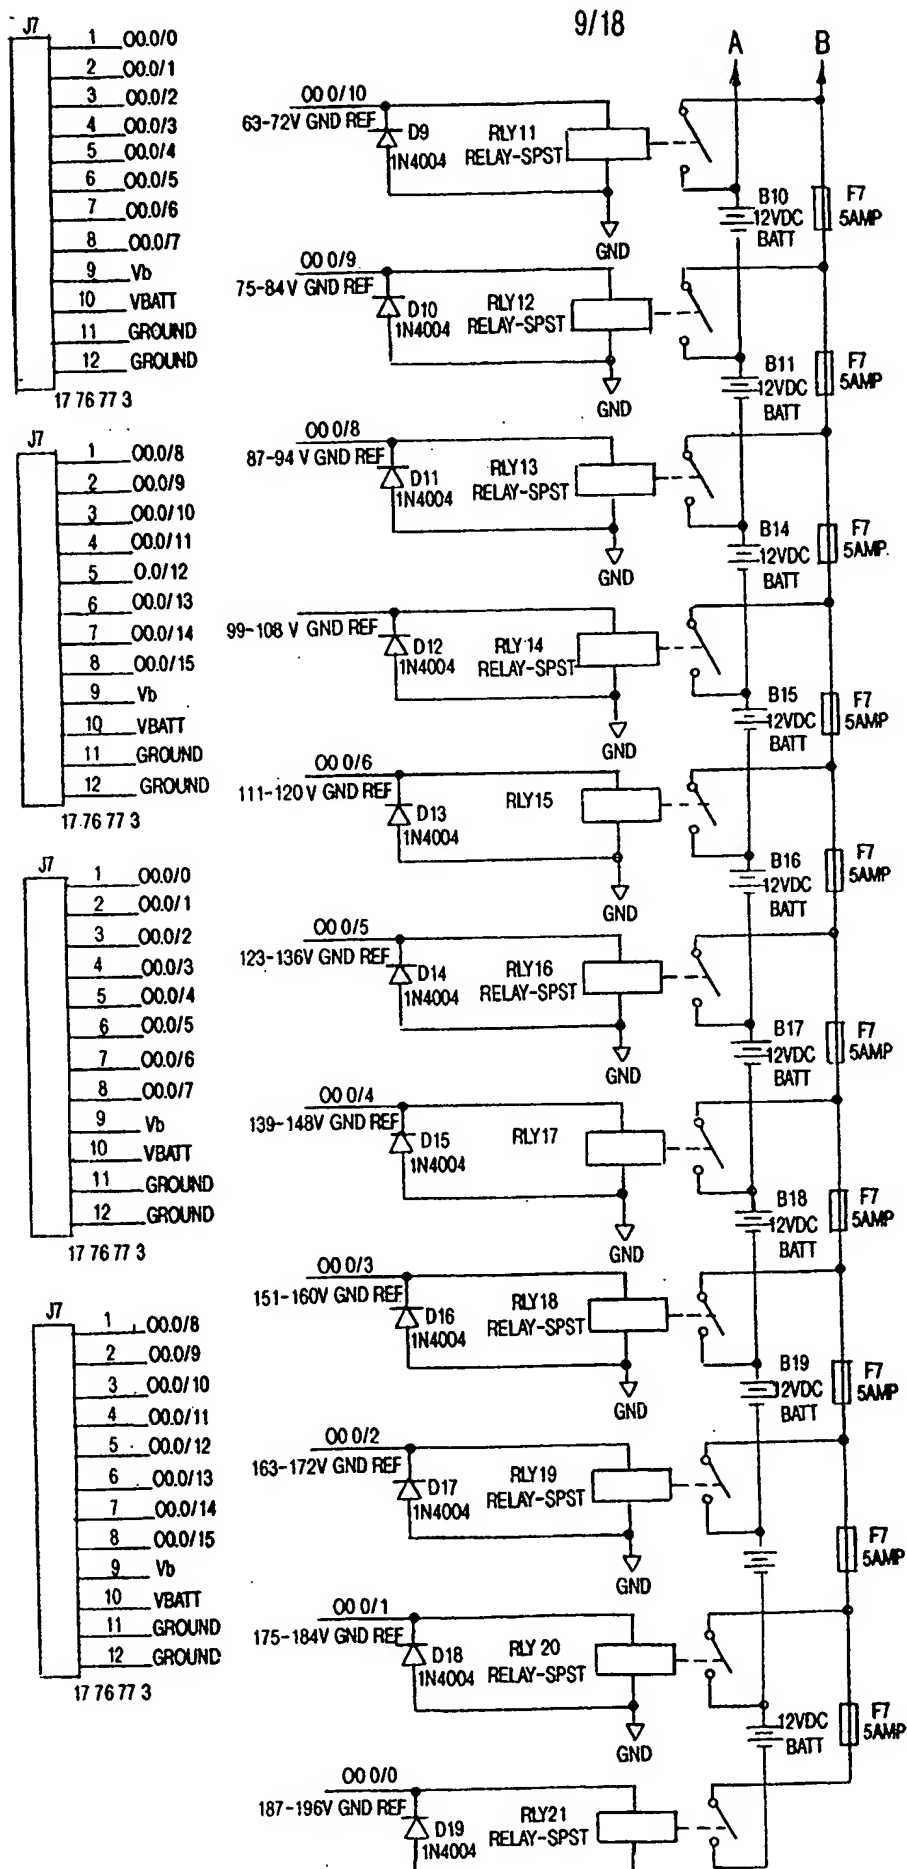 9/18
A B
J7
1 O0.0/0
2 O0.0/1
3 O0.0/2
4 O0.0/3
5 O0.0/4
6 O0.0/5
7 O0.0/6
8 O0.0/7
9 Vb
10 VBATT
11 GROUND
12 GROUND
17 76 77 3
J7
1 O0.0/8
2 O0.0/9
3 O0.0/10
4 O0.0/11
5 0.0/12
6 O0.0/13
7 O0.0/14
8 O0.0/15
9 Vb
10 VBATT
11 GROUND
12 GROUND
17 76 77 3
J7
1 O0.0/0
2 O0.0/1
3 O0.0/2
4 O0.0/3
5 O0.0/4
6 O0.0/5
7 O0.0/6
8 O0.0/7
9 Vb
10 VBATT
11 GROUND
12 GROUND
17 76 77 3
J7
1 O0.0/8
2 O0.0/9
3 O0.0/10
4 O0.0/11
5 O0.0/12
6 O0.0/13
7 O0.0/14
8 O0.0/15
9 Vb
10 VBATT
11 GROUND
12 GROUND
17 76 77 3
O0 0/10
63-72V GND REF
D9
1N4004
RLY11
RELAY-SPST
GND
B10
12VDC
BATT
F7
5AMP
O0 0/9
75-84V GND REF
D10
1N4004
RLY12
RELAY-SPST
GND
B11
12VDC
BATT
F7
5AMP
O0 0/8
87-94 V GND REF
D11
1N4004
RLY13
RELAY-SPST
GND
B14
12VDC
BATT
F7
5AMP
99-108 V GND REF
D12
1N4004
RLY 14
RELAY-SPST
GND
B15
12VDC
BATT
F7
5AMP
O0 0/6
111-120 V GND REF
D13
1N4004
RLY15
GND
B16
12VDC
BATT
F7
5AMP
O0 0/5
123-136V GND REF
D14
1N4004
RLY16
RELAY-SPST
GND
B17
12VDC
BATT
F7
5AMP
O0 0/4
139-148V GND REF
D15
1N4004
RLY17
GND
B18
12VDC
BATT
F7
5AMP
O0 0/3
151-160V GND REF
D16
1N4004
RLY18
RELAY-SPST
GND
B19
12VDC
BATT
F7
5AMP
O0 0/2
163-172V GND REF
D17
1N4004
RLY19
RELAY-SPST
GND
F7
5AMP
O0 0/1
175-184V GND REF
D18
1N4004
RLY 20
RELAY-SPST
GND
12VDC
BATT
F7
5AMP
O0 0/0
187-196V GND REF
D19
1N4004
RLY21
RELAY-SPST